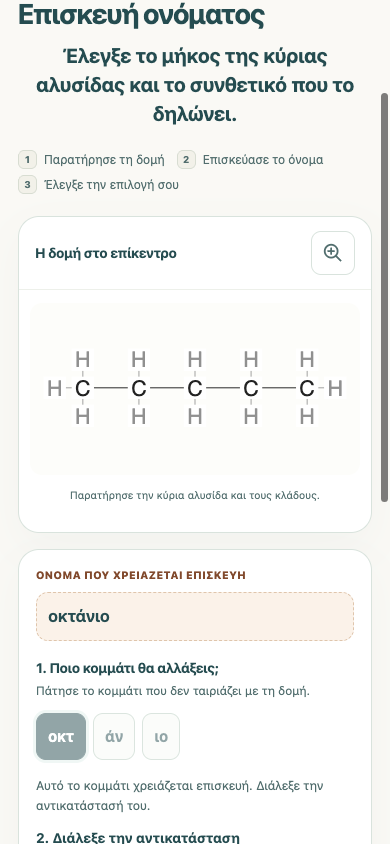 Επισκευή ονόματος
Έλεγξε το μήκος της κύριας
αλυσίδας και το συνθετικό που το
δηλώνει.
1 Παρατήρησε τη δομή 2 Επισκεύασε το όνομα
3 Έλεγξε την επιλογή σου
Η δομή στο επίκεντρο
H H H H H
H C C C C C H
H H H H H
Παρατήρησε την κύρια αλυσίδα και τους κλάδους.
ΟΝΟΜΑ ΠΟΥ ΧΡΕΙΑΖΕΤΑΙ ΕΠΙΣΚΕΥΗ
οκτάνιο
1. Ποιο κομμάτι θα αλλάξεις;
Πάτησε το κομμάτι που δεν ταιριάζει με τη δομή.
οκτ άν ιο
Αυτό το κομμάτι χρειάζεται επισκευή. Διάλεξε την
αντικατάστασή του.
2. Διάλεξε την αντικατάσταση